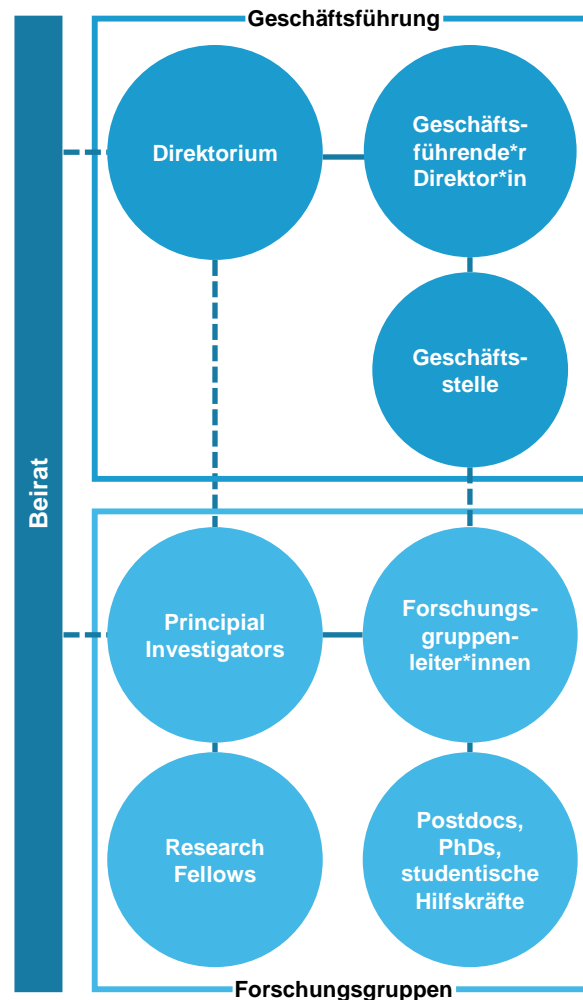 Geschäftsführung
Direktorium
Geschäfts-
führende*r
Direktor*in
Geschäfts-
stelle
Beirat
Principial
Investigators
Forschungs-
gruppen-
leiter*innen
Research
Fellows
Postdocs,
PhDs,
studentische
Hilfskräfte
Forschungsgruppen